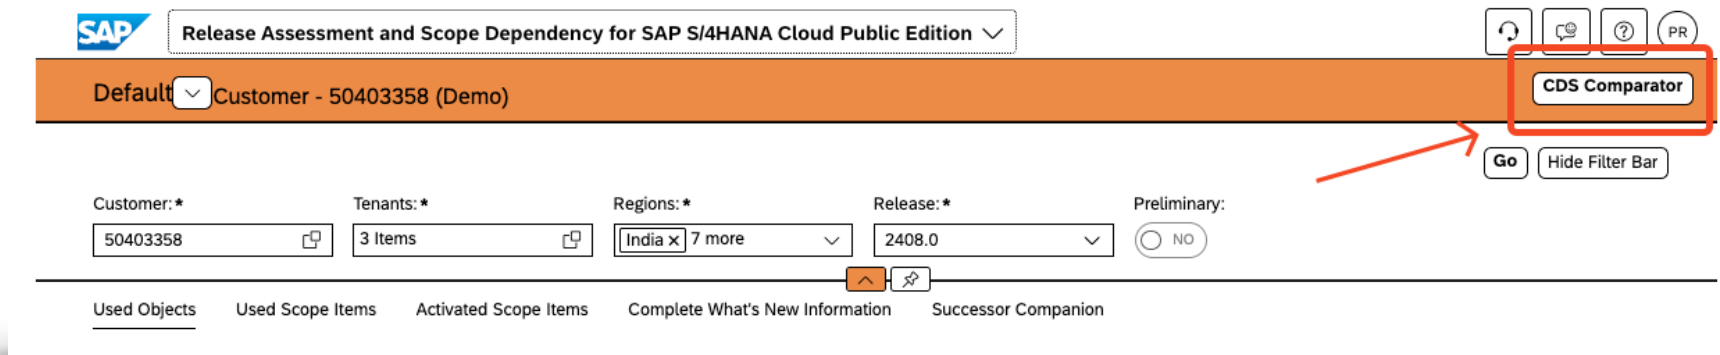 SAP Release Assessment and Scope Dependency for SAP S/4HANA Cloud Public Edition PR
Default Customer - 50403358 (Demo) CDS Comparator
Go Hide Filter Bar
Customer:* Tenants:* Regions:* Release:* Preliminary:
50403358 3 Items India × 7 more 2408.0 NO
Used Objects Used Scope Items Activated Scope Items Complete What's New Information Successor Companion